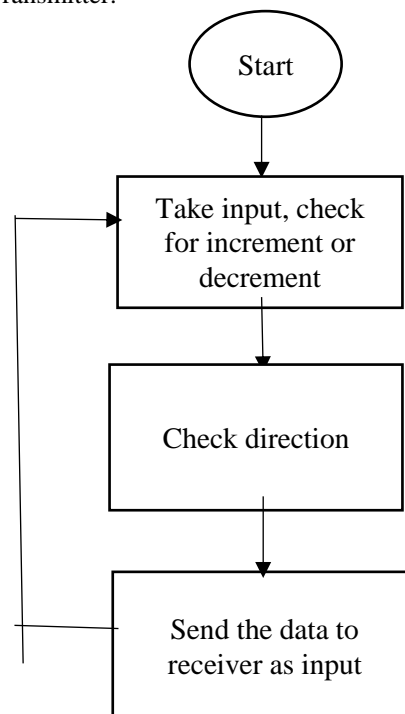 ransmitter.
Start
Take input, check
for increment or
decrement
Check direction
Send the data to
receiver as input